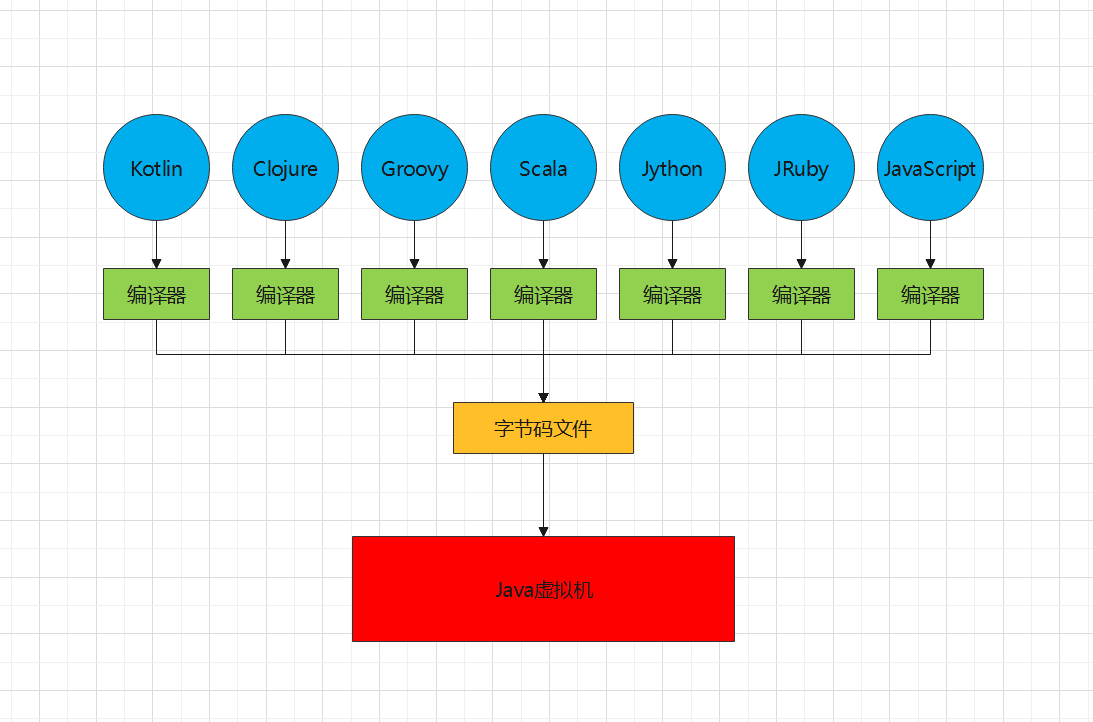 Kotlin
Clojure
Groovy
Scala
Jython
JRuby
JavaScript
编译器
编译器
编译器
编译器
编译器
编译器
编译器
字节码文件
Java虚拟机